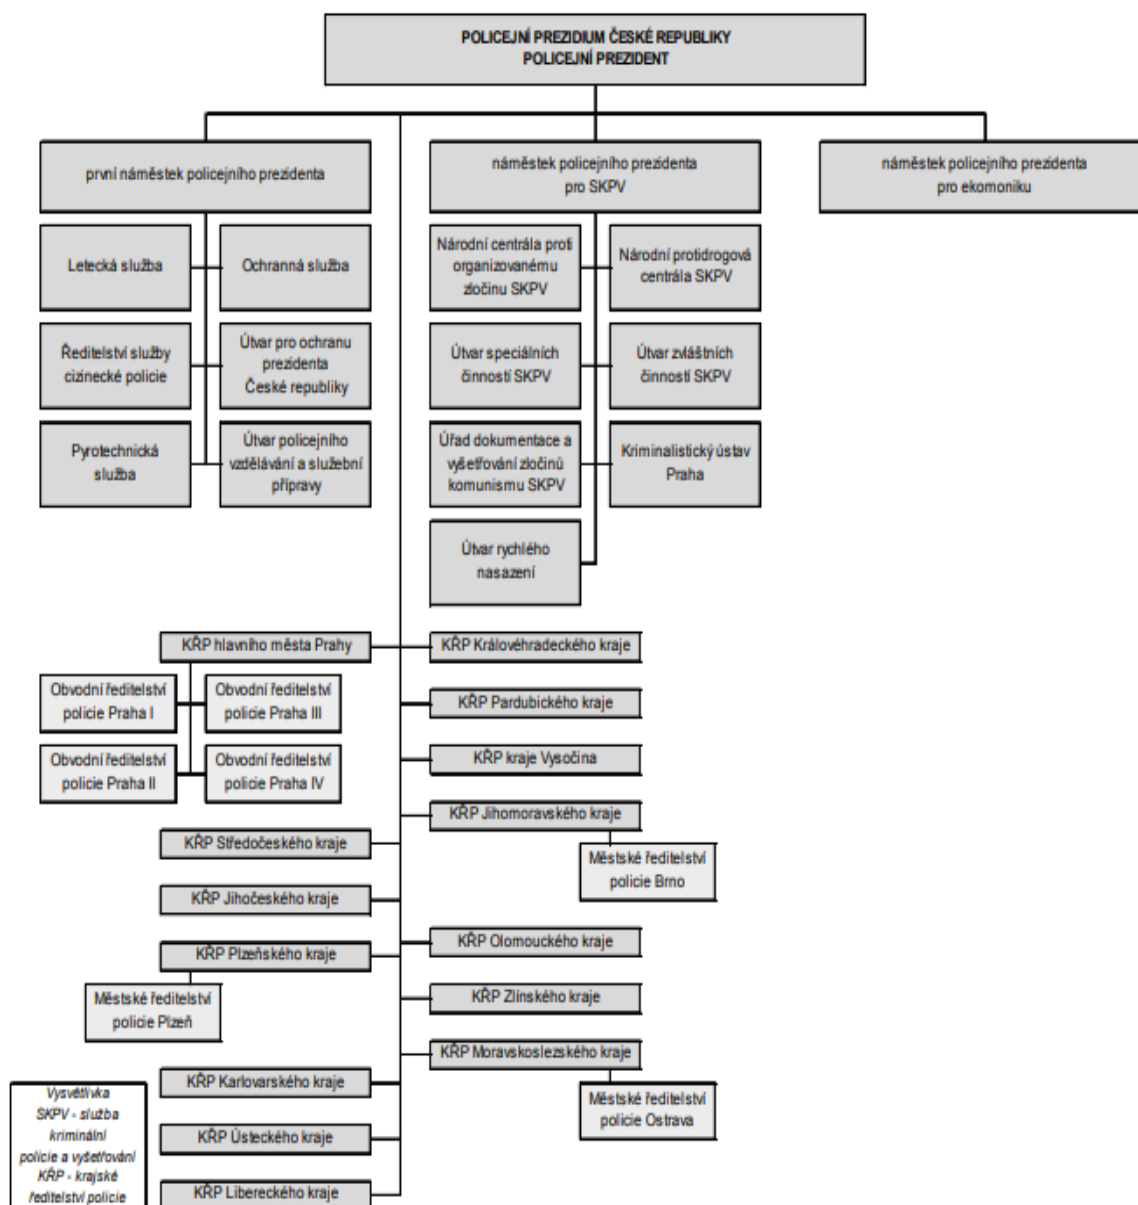 POLICEJNÍ PREZIDIUM ČESKÉ REPUBLIKY
POLICEJNÍ PREZIDENT
první náměstek policejního prezidenta
náměstek policejního prezidenta
pro SKPV
náměstek policejního prezidenta
pro ekomoniku
Letecká služba
Ochranná služba
Ředitelství služby
cizinecké policie
Útvar pro ochranu
prezidenta
České republiky
Pyrotechnická
služba
Útvar policejního
vzdělávání a služební
přípravy
Národní centrála proti
organizovanému
zločinu SKPV
Národní protidrogová
centrála SKPV
Útvar speciálních
činností SKPV
Útvar zvláštních
činností SKPV
Úřad dokumentace a
vyšetřování zločinů
komunismu SKPV
Kriminalistický ústav
Praha
Útvar rychlého
nasazení
KŘP hlavního města Prahy
Obvodní ředitelství
policie Praha I
Obvodní ředitelství
policie Praha III
Obvodní ředitelství
policie Praha II
Obvodní ředitelství
policie Praha IV
KŘP Středočeského kraje
KŘP Jihočeského kraje
KŘP Plzeňského kraje
Městské ředitelství
policie Plzeň
KŘP Karlovarského kraje
KŘP Ústeckého kraje
KŘP Libereckého kraje
KŘP Královéhradeckého kraje
KŘP Pardubického kraje
KŘP kraje Vysočina
KŘP Jihomoravského kraje
Městské ředitelství
policie Brno
KŘP Olomouckého kraje
KŘP Zlínského kraje
KŘP Moravskoslezského kraje
Městské ředitelství
policie Ostrava
Vysvětlivka
SKPV - služba
kriminální
policie a vyšetřování
KŘP - krajské
ředitelství policie